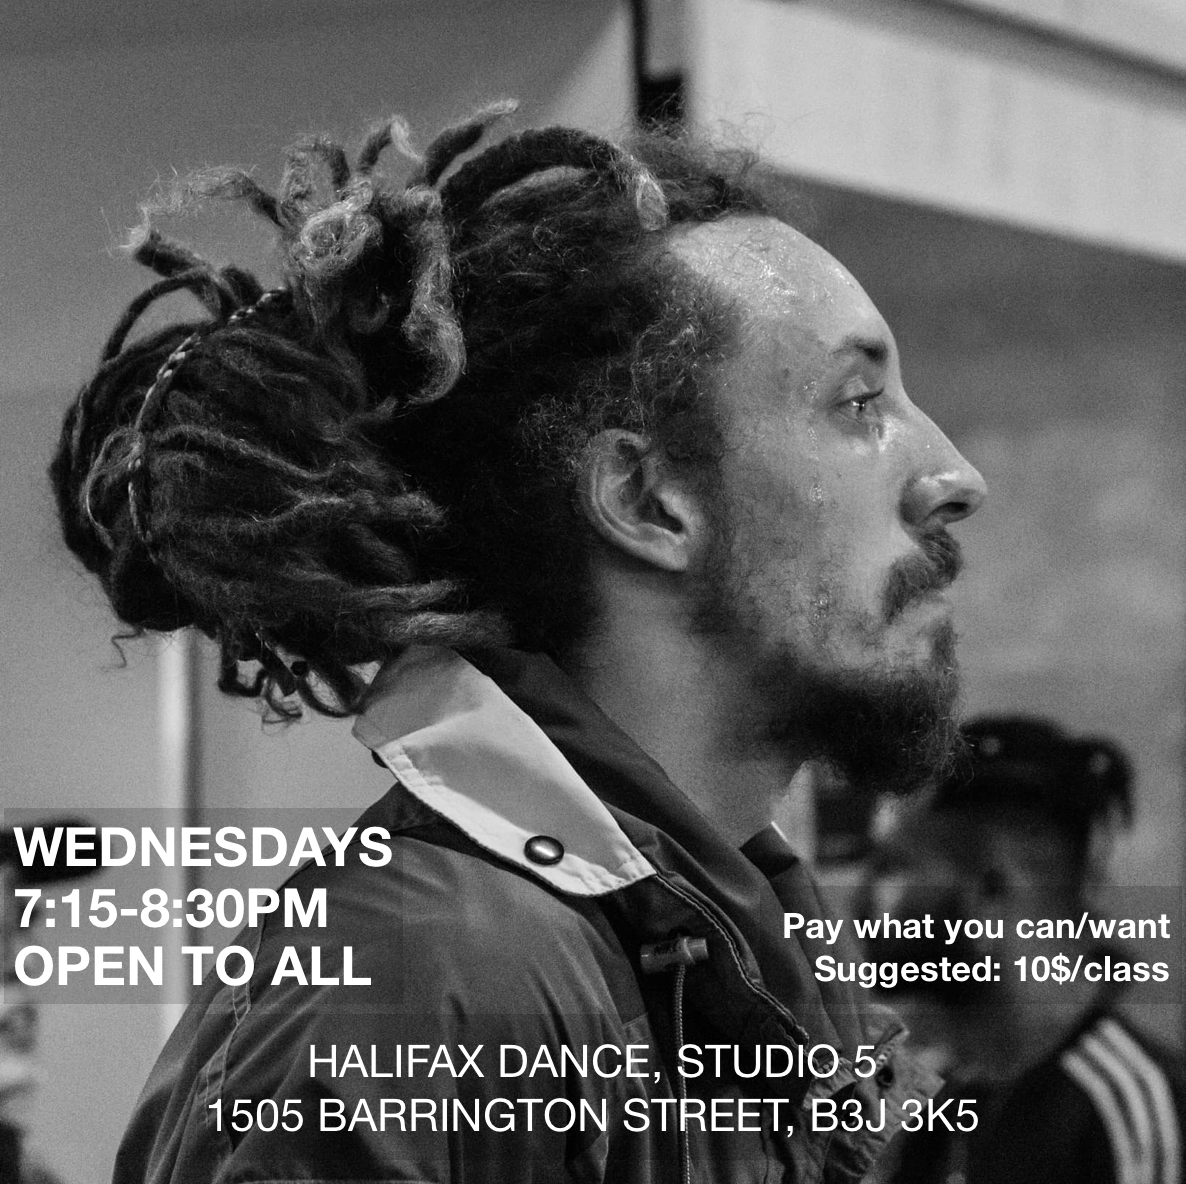 WEDNESDAYS
7:15-8:30PM
OPEN TO ALL
Pay what you can/want
Suggested: 10$/class
HALIFAX DANCE, STUDIO 5
1505 BARRINGTON STREET, B3J 3K5